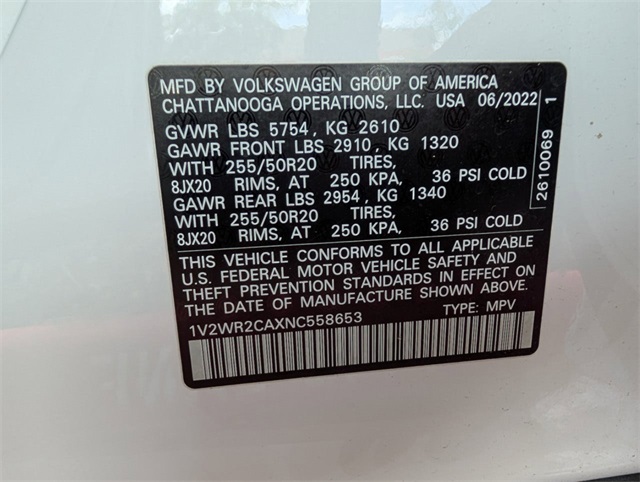 MFD BY VOLKSWAGEN GROUP OF AMERICA
CHATTANOOGA OPERATIONS, LLC. USA 06/2022
GVWR LBS 5754, KG 2610
GAWR FRONT LBS 2910, KG 1320
WITH 255/50R20 TIRES,
8JX20 RIMS, AT 250 KPA, 36 PSI COLD
GAWR REAR LBS 2954, KG 1340
WITH 255/50R20 TIRES,
8JX20 RIMS, AT 250 KPA, 36 PSI COLD
THIS VEHICLE CONFORMS TO ALL APPLICABLE
U.S. FEDERAL MOTOR VEHICLE SAFETY AND
THEFT PREVENTION STANDARDS IN EFFECT ON
THE DATE OF MANUFACTURE SHOWN ABOVE.
1V2WR2CAXNC558653 TYPE: MPV
2610069 1